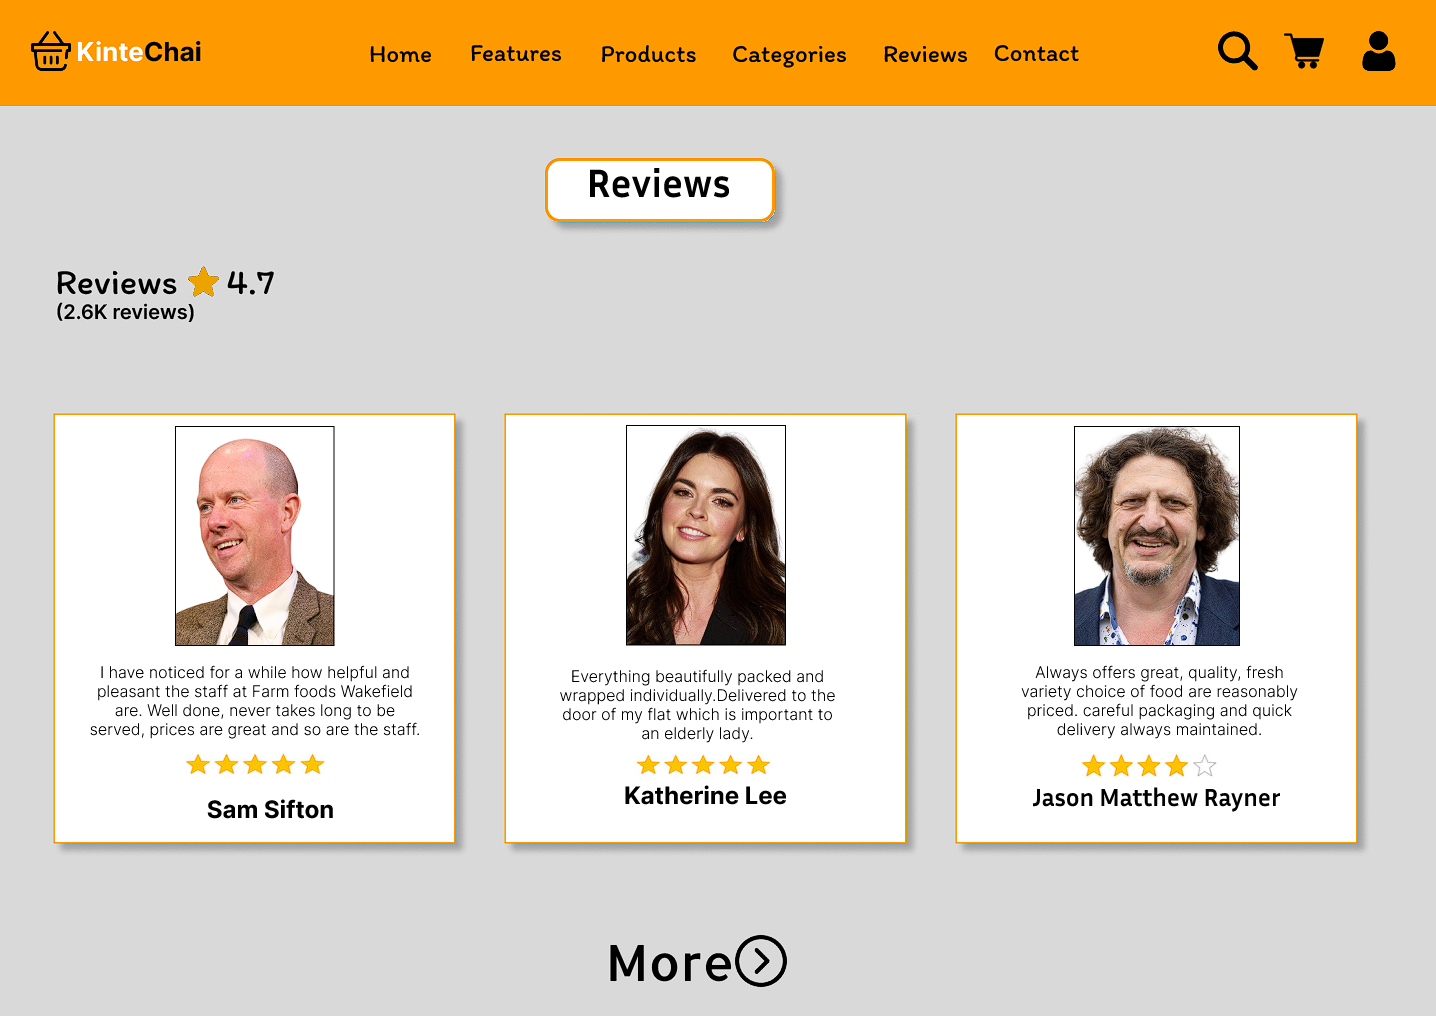 KinteChai
Home Features Products Categories Reviews Contact
Reviews
Reviews 4.7
(2.6K reviews)
I have noticed for a while how helpful and
pleasant the staff at Farm foods Wakefield
are. Well done, never takes long to be
served, prices are great and so are the staff.
Sam Sifton
Everything beautifully packed and
wrapped individually.Delivered to the
door of my flat which is important to
an elderly lady.
Katherine Lee
Always offers great, quality, fresh
variety choice of food are reasonably
priced. careful packaging and quick
delivery always maintained.
Jason Matthew Rayner
More